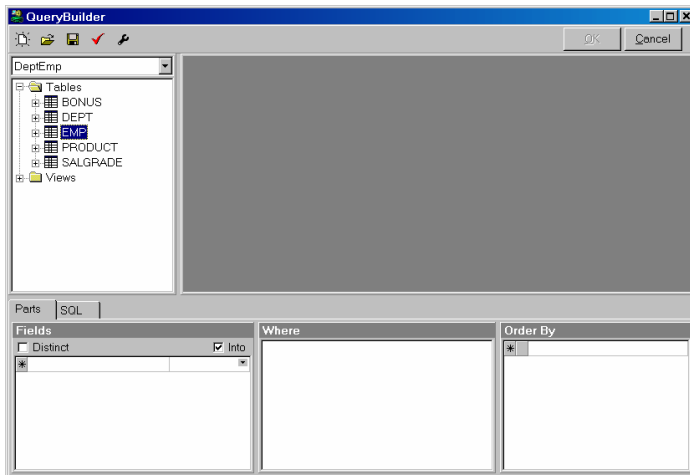 QueryBuilder
OK Cancel
DeptEmp
Tables
BONUS
DEPT
EMP
PRODUCT
SALGRADE
Views
Parts SQL
Fields Where Order By
Distinct Into